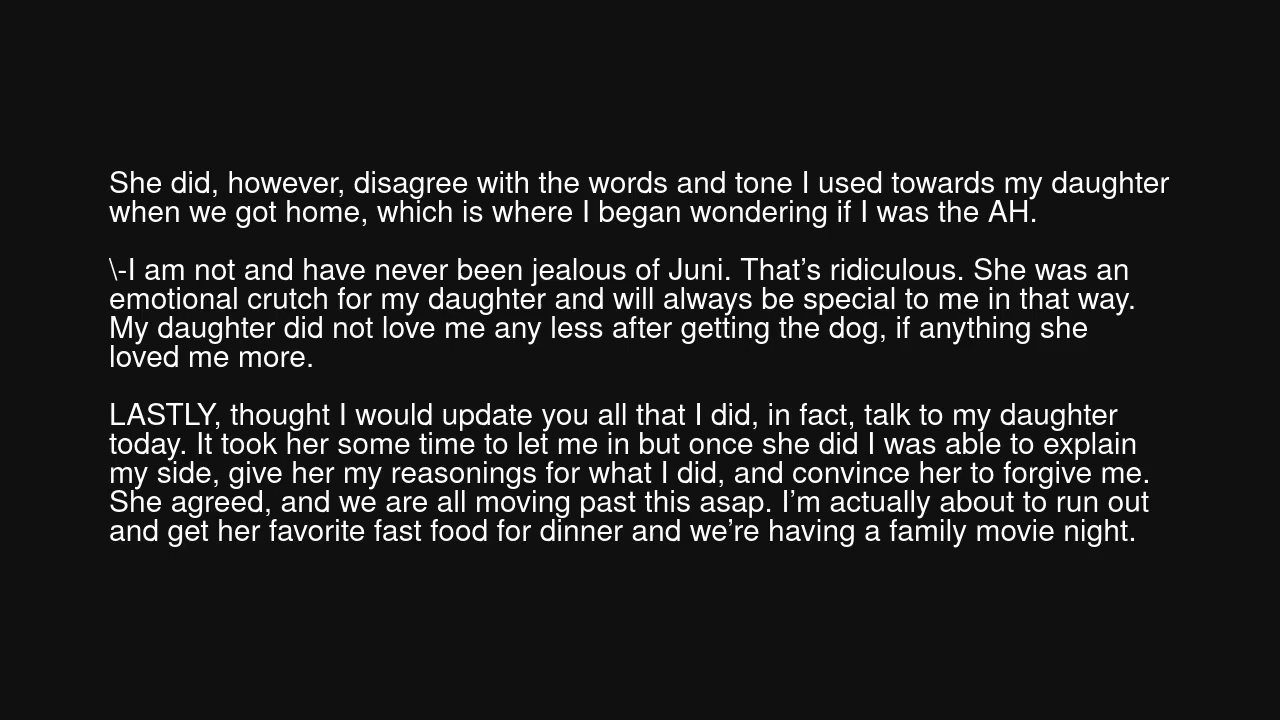 She did, however, disagree with the words and tone I used towards my daughter
when we got home, which is where I began wondering if I was the AH.
\-I am not and have never been jealous of Juni. That’s ridiculous. She was an
emotional crutch for my daughter and will always be special to me in that way.
My daughter did not love me any less after getting the dog, if anything she
loved me more.
LASTLY, thought I would update you all that I did, in fact, talk to my daughter
today. It took her some time to let me in but once she did I was able to explain
my side, give her my reasonings for what I did, and convince her to forgive me.
She agreed, and we are all moving past this asap. I’m actually about to run out
and get her favorite fast food for dinner and we’re having a family movie night.